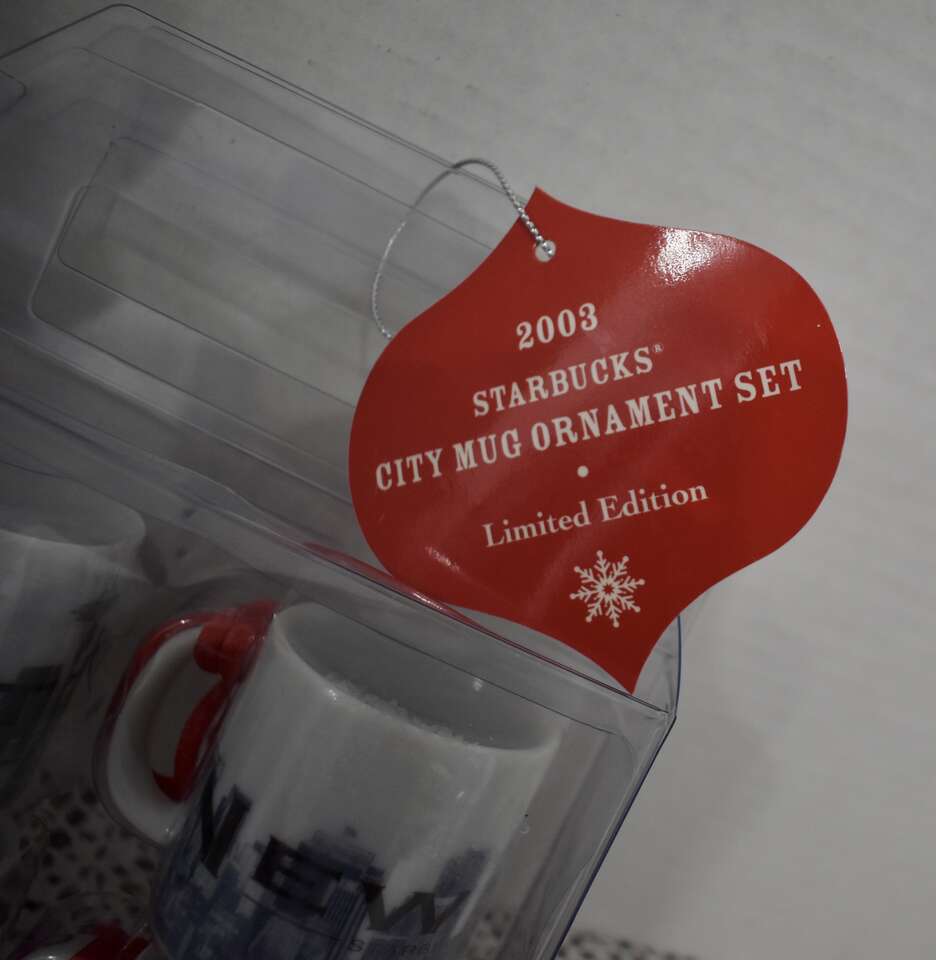 2003
STARBUCKS®
CITY MUG ORNAMENT SET
•
Limited Edition
NEW